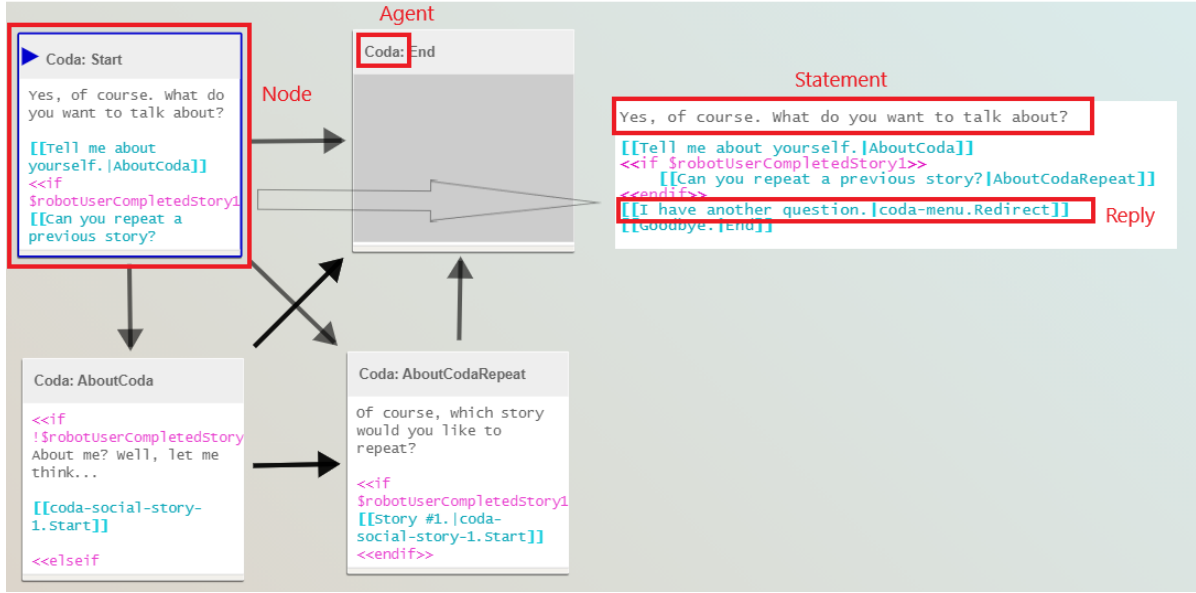 Agent
Coda: Start
Yes, of course. What do
you want to talk about?
[[Tell me about
yourself.|AboutCoda]]
<<if
$robotUserCompletedStory1
[[Can you repeat a
previous story?
Node
Coda: End
Statement
Yes, of course. What do you want to talk about?
[[Tell me about yourself.|AboutCoda]]
<<if $robotUserCompletedStory1>>
[[Can you repeat a previous story?|AboutCodaRepeat]]
<<endif>>
[[I have another question.|coda-menu.Redirect]]
[[Goodbye.|End]]
Reply
Coda: AboutCoda
<<if
!$robotUserCompletedStory
About me? Well, let me
think...
[[coda-social-story-
1.Start]]
<<elseif
Coda: AboutCodaRepeat
Of course, which story
would you like to
repeat?
<<if
$robotUserCompletedStory1
[[Story #1.|coda-
social-story-1.Start]]
<<endif>>